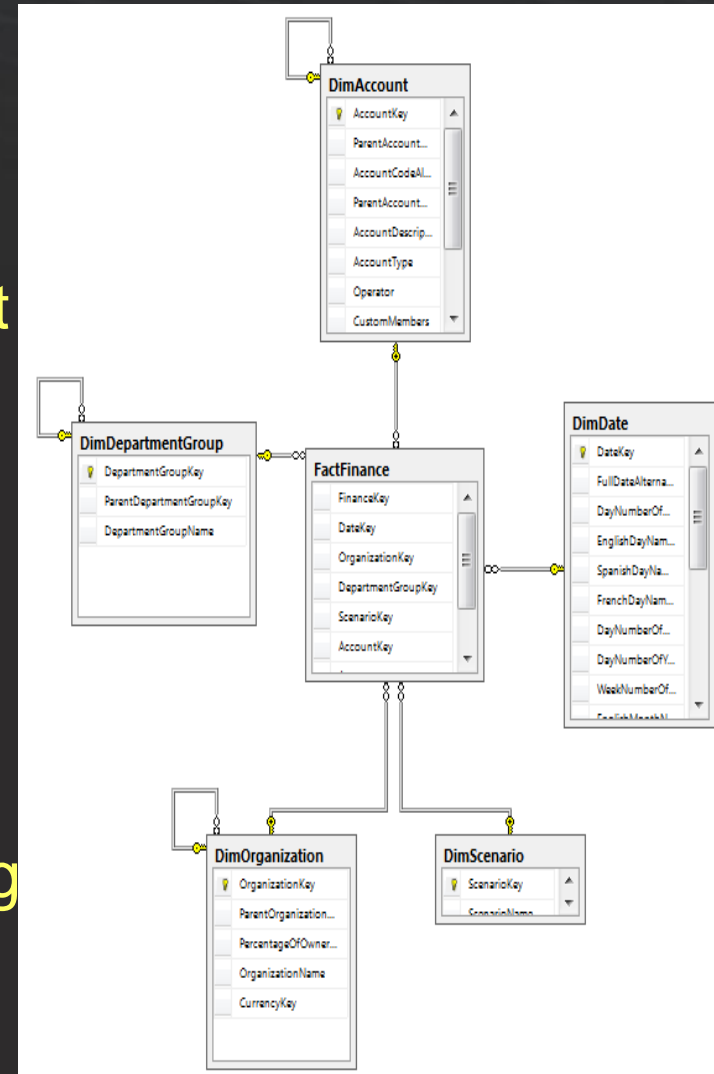 DimAccount
AccountKey
ParentAccount...
AccountCodeAl...
ParentAccount...
AccountDescrip...
AccountType
Operator
CustomMembers
t
DimDepartmentGroup
DepartmentGroupKey
ParentDepartmentGroupKey
DepartmentGroupName
FactFinance
FinanceKey
DateKey
OrganizationKey
DepartmentGroupKey
ScenarioKey
AccountKey
DimDate
DateKey
FullDateAlterna...
DayNumberOf...
EnglishDayNam...
SpanishDayNa...
FrenchDayNam...
DayNumberOf...
DayNumberOfY...
WeekNumberOf...
EnglishMonthN...
g
DimOrganization
OrganizationKey
ParentOrganization...
PercentageOfOwner...
OrganizationName
CurrencyKey
DimScenario
ScenarioKey
ScenarioName